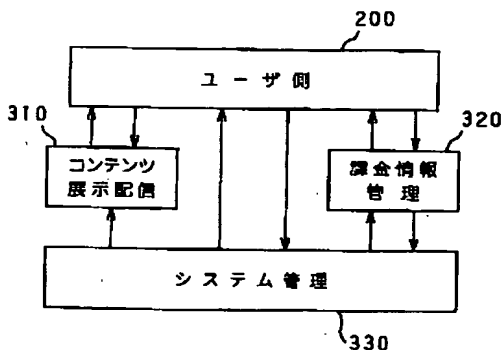 200
ユーザ側
310
コンテンツ
展示配信
320
課金情報
管理
システム管理
330